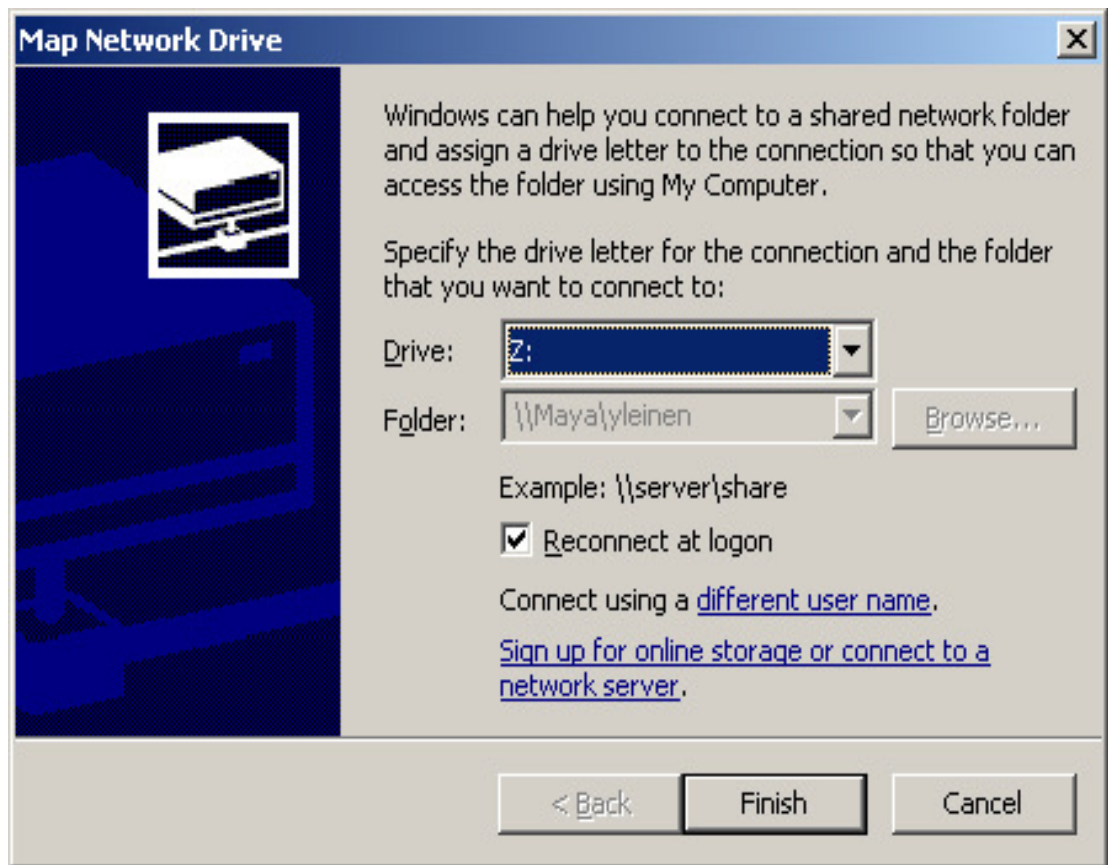 Map Network Drive
Windows can help you connect to a shared network folder
and assign a drive letter to the connection so that you can
access the folder using My Computer.
Specify the drive letter for the connection and the folder
that you want to connect to:
Drive: Z:
Folder: \\Maya\yleinen Browse...
Example: \\server\share
Reconnect at logon
Connect using a different user name.
Sign up for online storage or connect to a
network server.
< Back Finish Cancel